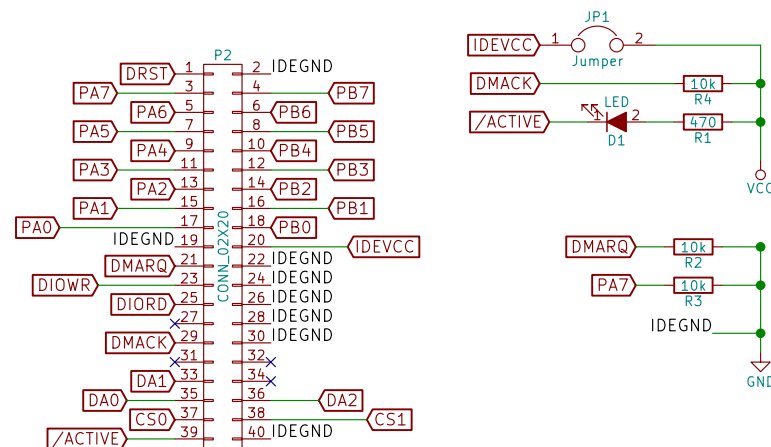 P2
DRST 1 2 IDEGND
PA7 3 4 PB7
PA6 5 6 PB6
PA5 7 8 PB5
PA4 9 10 PB4
PA3 11 12 PB3
PA2 13 14 PB2
PA1 15 16 PB1
PA0 17 18 PB0
IDEGND 19 20 IDEVCC
DMARQ 21 22 IDEGND
DIOWR 23 24 IDEGND
DIORD 25 26 IDEGND
27 28 IDEGND
DMACK 29 30 IDEGND
31 32
DA1 33 34
DA0 35 36 DA2
CS0 37 38 CS1
/ACTIVE 39 40 IDEGND
CONN_02X20
JP1
IDEVCC 1 2
Jumper
DMACK 10k
R4
LED
/ACTIVE 1 2 470
D1 R1
VCC
DMARQ 10k
R2
PA7 10k
R3
IDEGND
GND